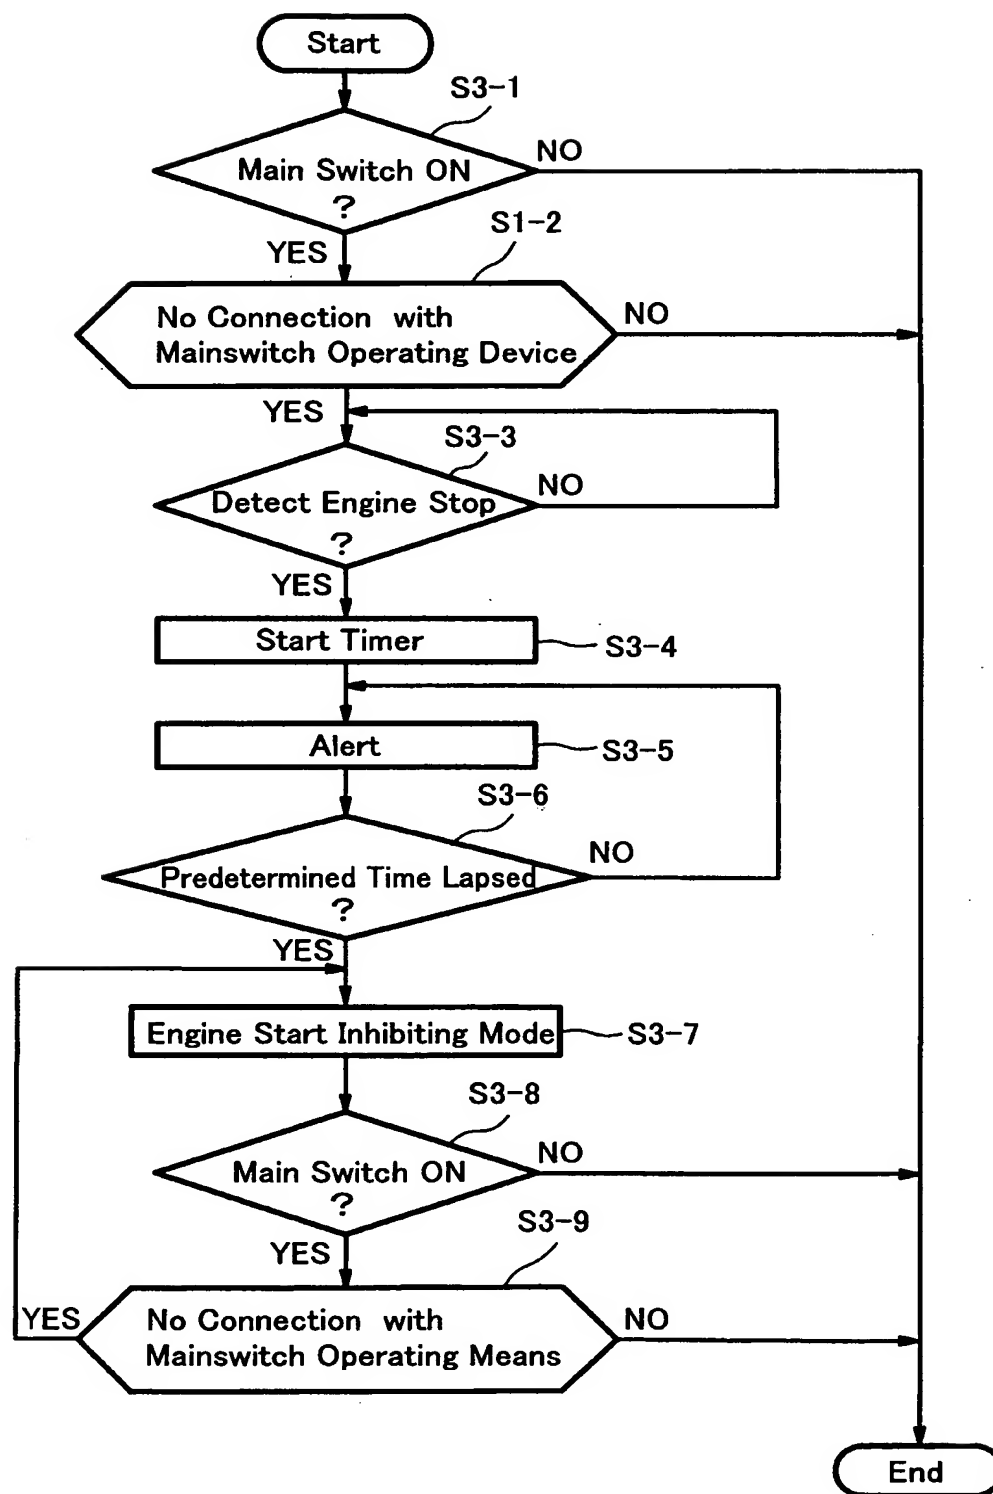 Start
S3-1
Main Switch ON
?
NO
YES
S1-2
No Connection with
Mainswitch Operating Device
NO
YES
S3-3
Detect Engine Stop
?
NO
YES
Start Timer
S3-4
Alert
S3-5
S3-6
Predetermined Time Lapsed
?
NO
YES
Engine Start Inhibiting Mode
S3-7
S3-8
Main Switch ON
?
NO
YES
S3-9
No Connection with
Mainswitch Operating Means
YES
NO
End